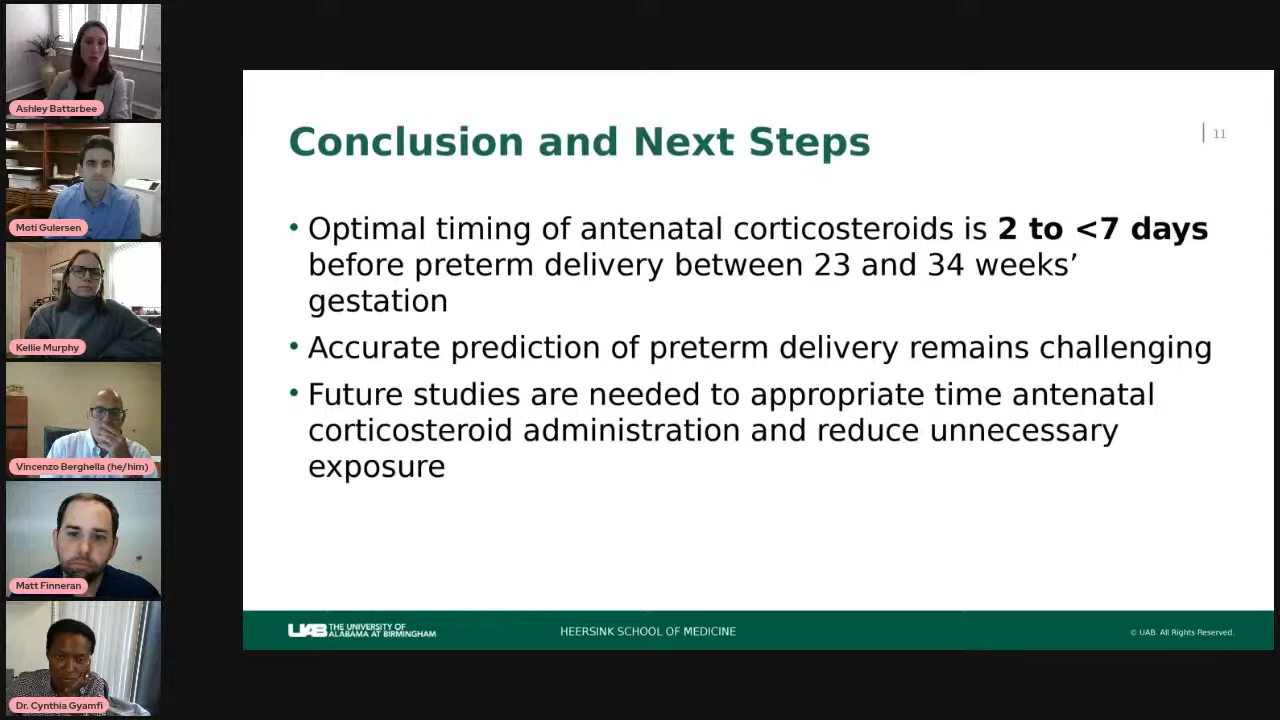 Ashley Battarbee
Moti Gulersen
Kellie Murphy
Vincenzo Berghella (he/him)
Matt Finneran
Dr. Cynthia Gyamfi
Conclusion and Next Steps
11
• Optimal timing of antenatal corticosteroids is 2 to <7 days
before preterm delivery between 23 and 34 weeks’
gestation
• Accurate prediction of preterm delivery remains challenging
• Future studies are needed to appropriate time antenatal
corticosteroid administration and reduce unnecessary
exposure
UAB THE UNIVERSITY OF
ALABAMA AT BIRMINGHAM.
HEERSINK SCHOOL OF MEDICINE
© UAB. All Rights Reserved.